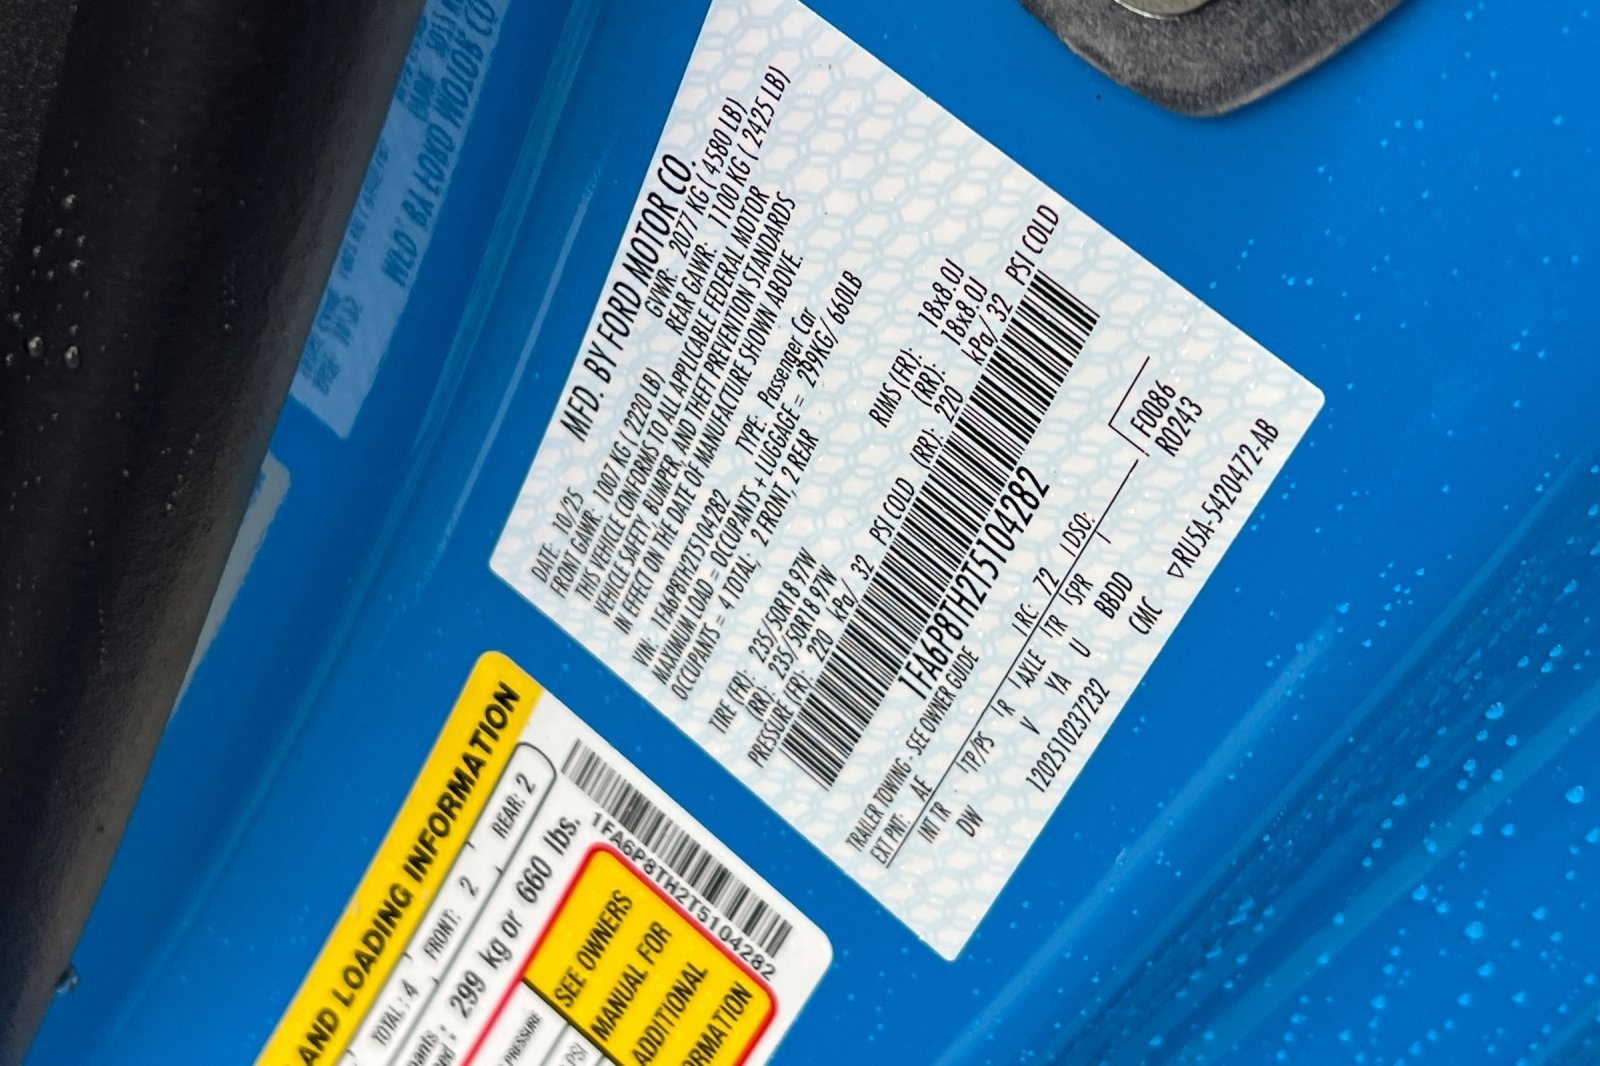 MFD. BY FORD MOTOR CO.
DATE: 10/25 GVWR: 2077 KG ( 4580 LB)
FRONT GAWR: 1007 KG ( 2220 LB) REAR GAWR: 1100 KG ( 2425 LB)
THIS VEHICLE CONFORMS TO ALL APPLICABLE FEDERAL MOTOR
VEHICLE SAFETY, BUMPER, AND THEFT PREVENTION STANDARDS
IN EFFECT ON THE DATE OF MANUFACTURE SHOWN ABOVE.
VIN: 1FA6P8TH2T5104282 TYPE: Passenger Car
MAXIMUM LOAD = OCCUPANTS + LUGGAGE = 299KG/ 660LB
OCCUPANTS = 4 TOTAL: 2 FRONT, 2 REAR
TIRE (FR): 235/50R18 97W RIMS (FR): 18x8.0J
(RR): 235/50R18 97W (RR): 18x8.0J
PRESSURE (FR): 220 kPa/ 32 PSI COLD (RR): 220 kPa/ 32 PSI COLD
1FA6P8TH2T5104282
TRAILER TOWING - SEE OWNER GUIDE
EXT PNT: AE RC: 72 DSO: F0086
INT TR TP/PS R AXLE TR SPR R0243
DW V YA U BBDD
1202510237232 CMC ▽RU5A-5420472-AB
AND LOADING INFORMATION
TOTAL: 4 FRONT: 2 REAR: 2
299 kg or 660 lbs.
1FA6P8TH2T5104282
PRESSURE
PSI
SEE OWNERS
MANUAL FOR
ADDITIONAL